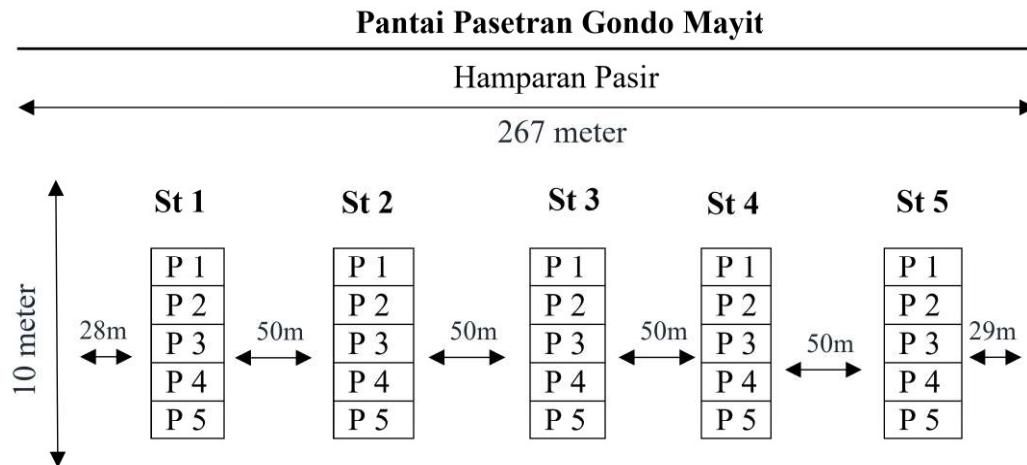 Pantai Pasetran Gondo Mayit
Hamparan Pasir
267 meter
10 meter
St 1 St 2 St 3 St 4 St 5
P 1 P 1 P 1 P 1 P 1
P 2 P 2 P 2 P 2 P 2
28m 50m 50m 50m 50m 29m
P 3 P 3 P 3 P 3 P 3
P 4 P 4 P 4 P 4 P 4
P 5 P 5 P 5 P 5 P 5